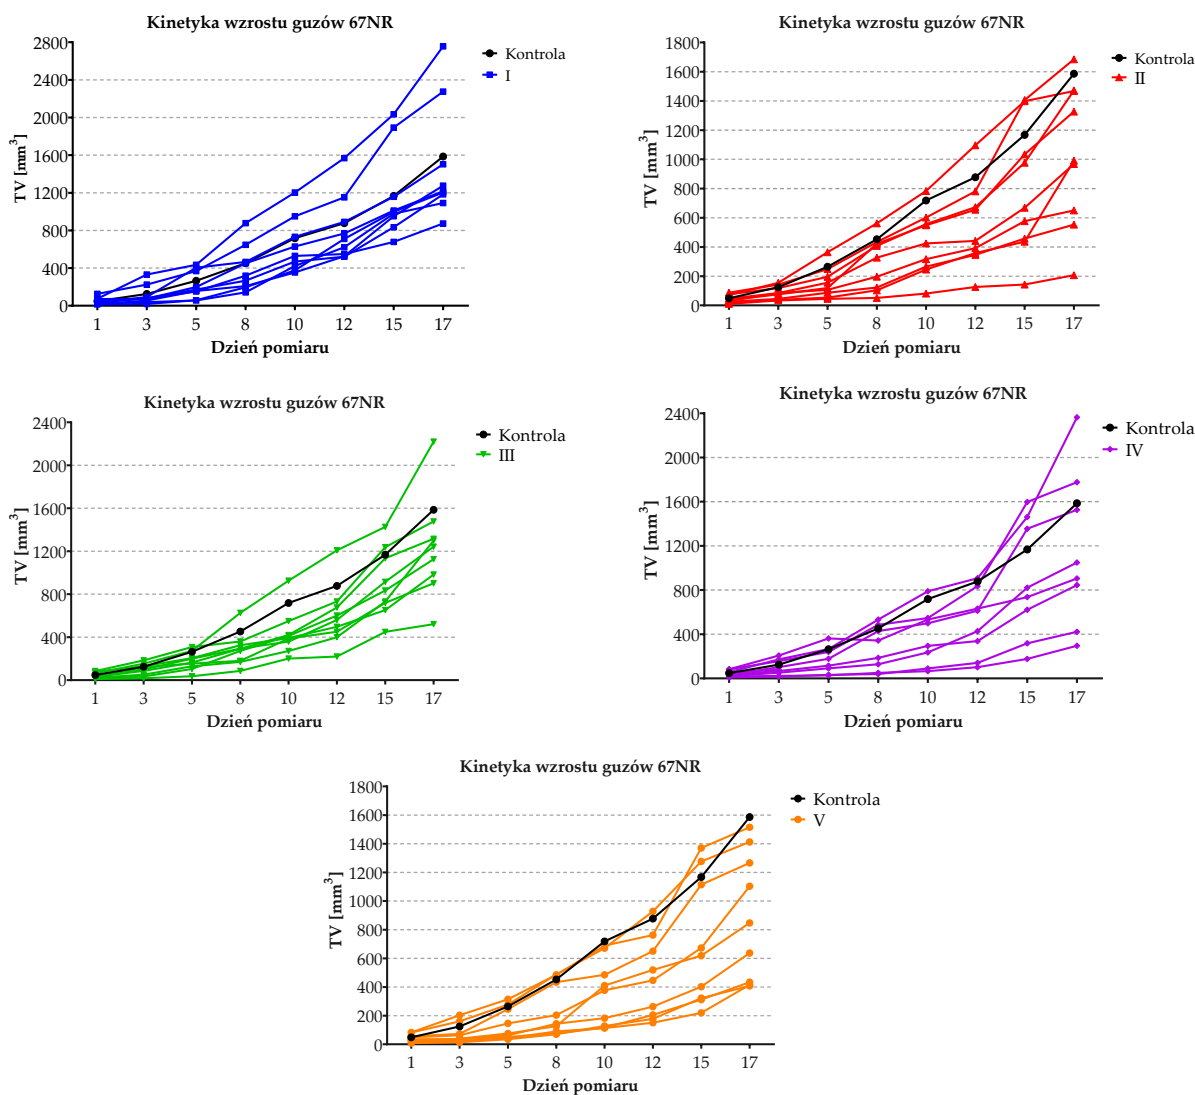 Kinetyka wzrostu guzów 67NR
2800
2400
2000
1600
1200
800
400
0
TV [mm³]
1 3 5 8 10 12 15 17
Dzień pomiaru
Kontrola
I
Kinetyka wzrostu guzów 67NR
1800
1600
1400
1200
1000
800
600
400
200
0
TV [mm³]
1 3 5 8 10 12 15 17
Dzień pomiaru
Kontrola
II
Kinetyka wzrostu guzów 67NR
2400
2000
1600
1200
800
400
0
TV [mm³]
1 3 5 8 10 12 15 17
Dzień pomiaru
Kontrola
III
Kinetyka wzrostu guzów 67NR
2400
2000
1600
1200
800
400
0
TV [mm³]
1 3 5 8 10 12 15 17
Dzień pomiaru
Kontrola
IV
Kinetyka wzrostu guzów 67NR
1800
1600
1400
1200
1000
800
600
400
200
0
TV [mm³]
1 3 5 8 10 12 15 17
Dzień pomiaru
Kontrola
V